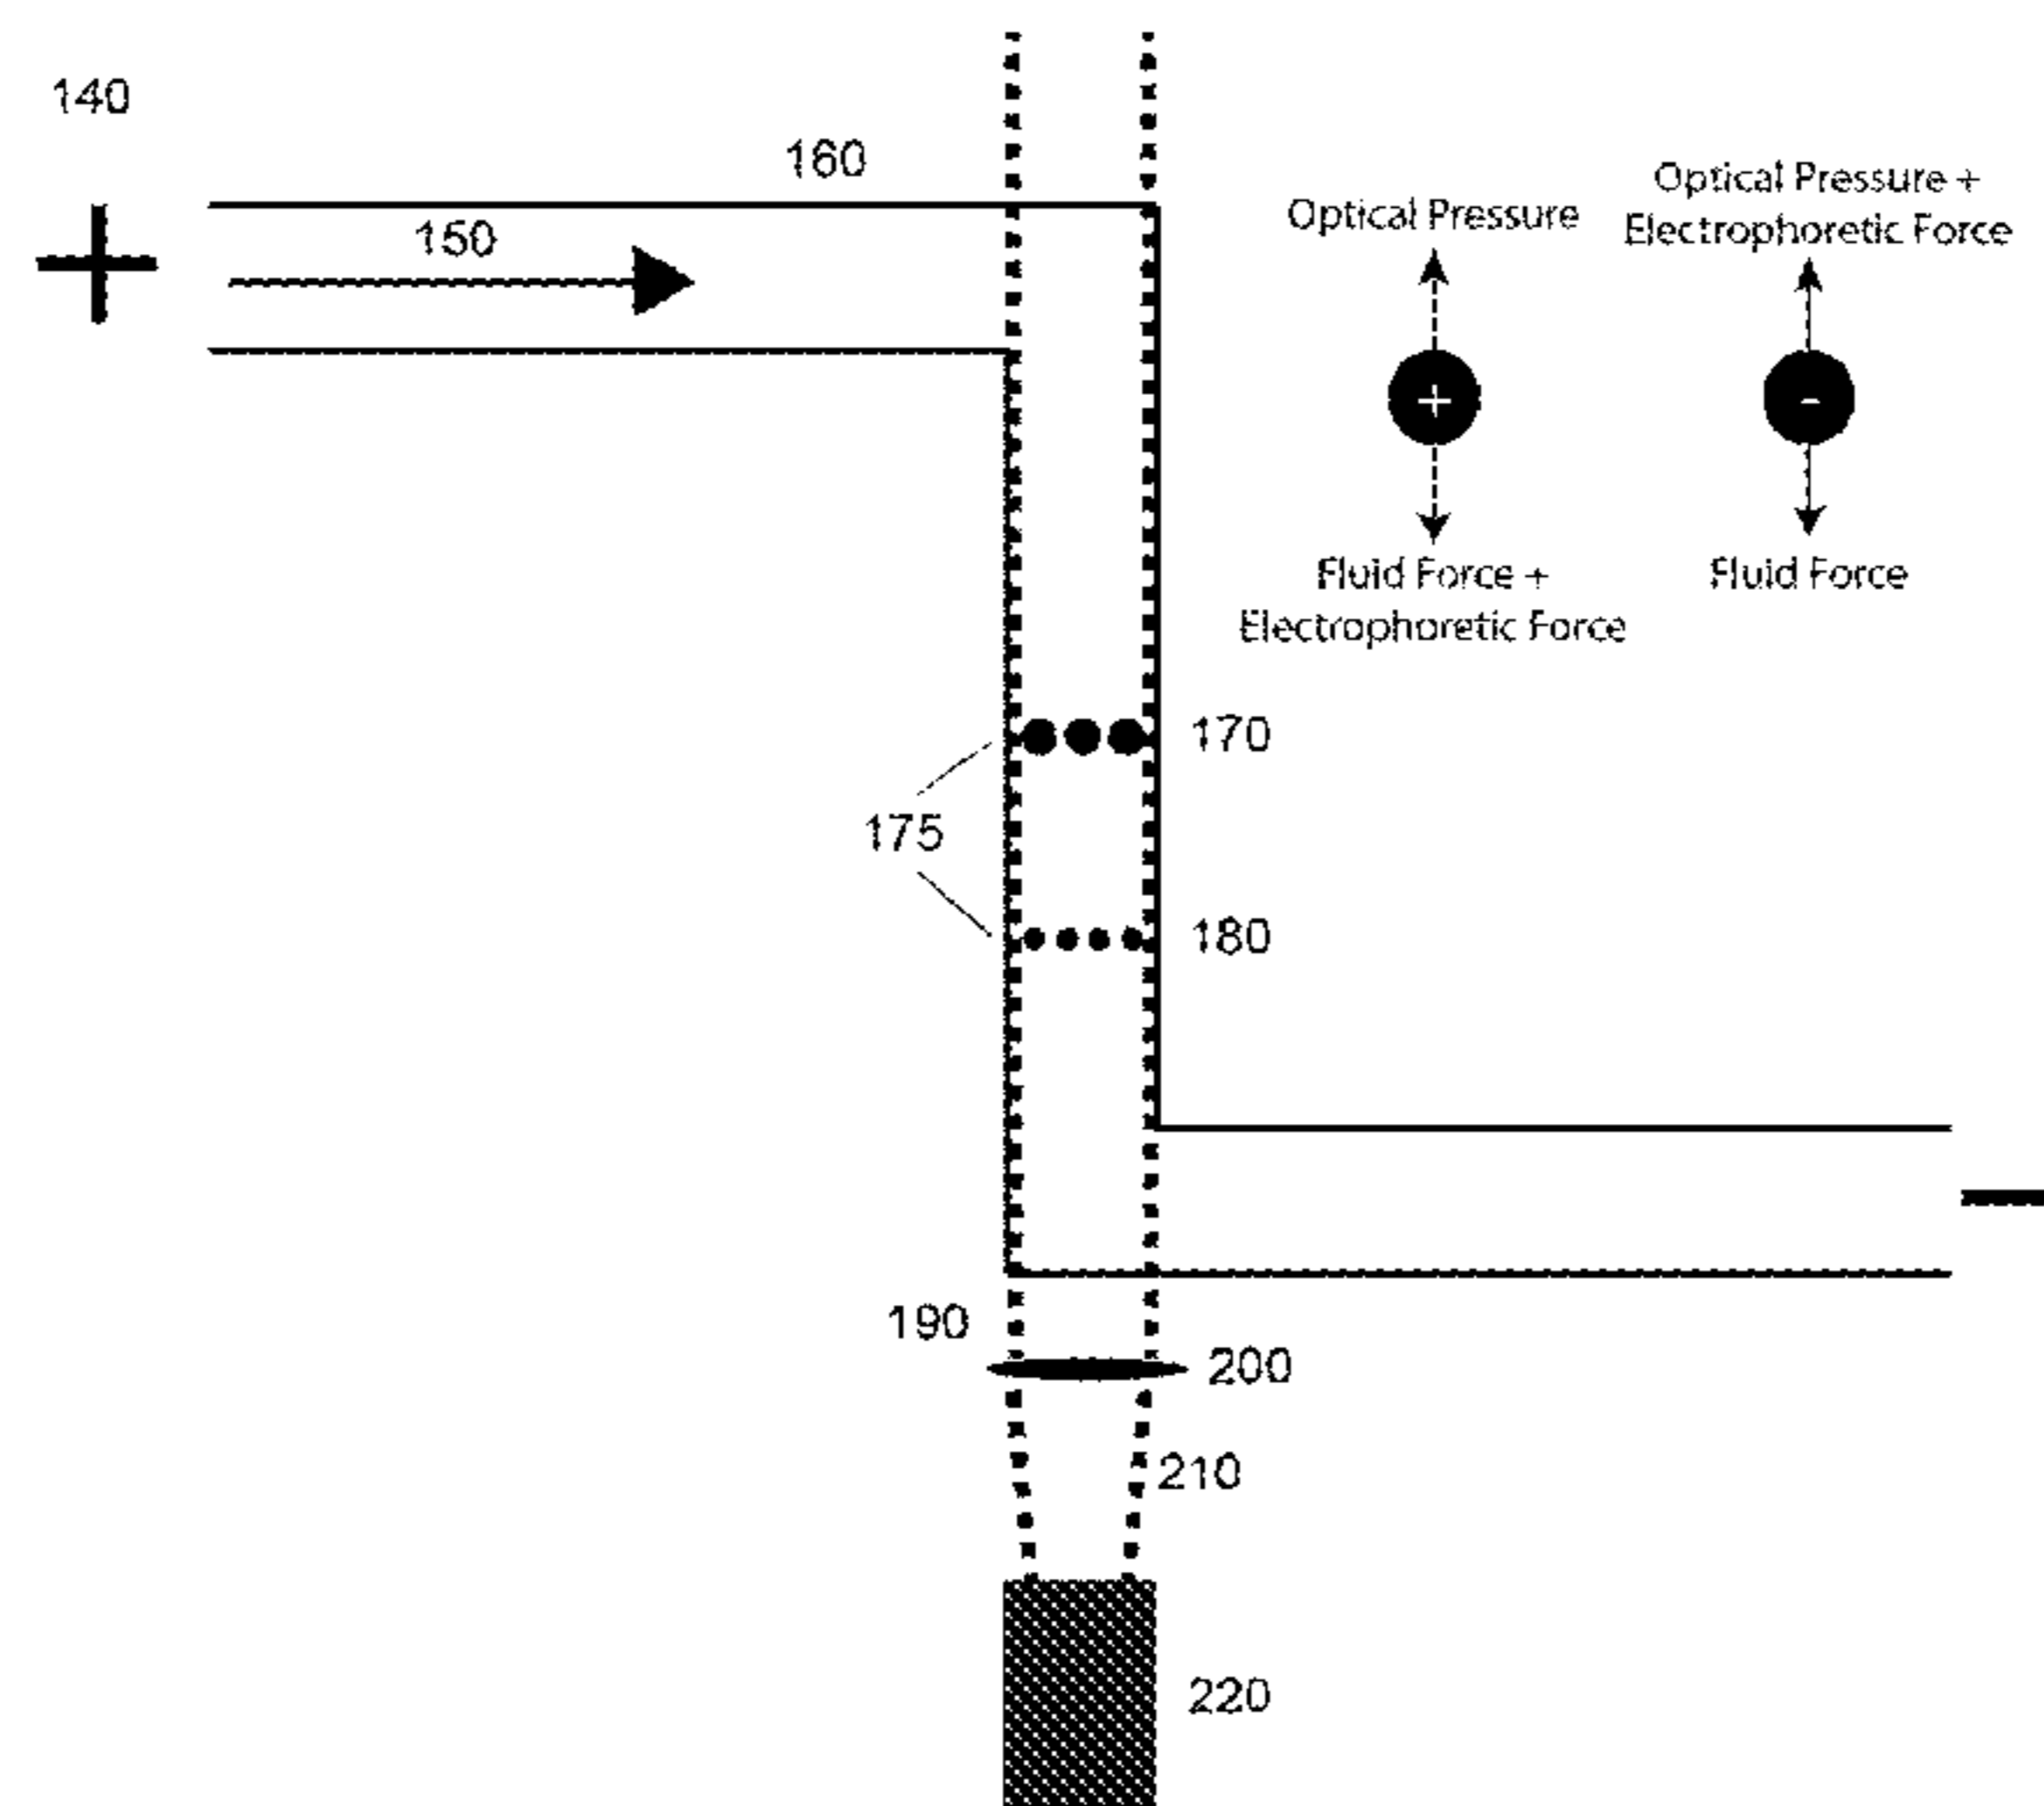 140
160
150
Optical Pressure
Optical Pressure +
Electrophoretic Force
+
-
Fluid Force +
Electrophoretic Force
Fluid Force
170
175
180
190
200
210
220